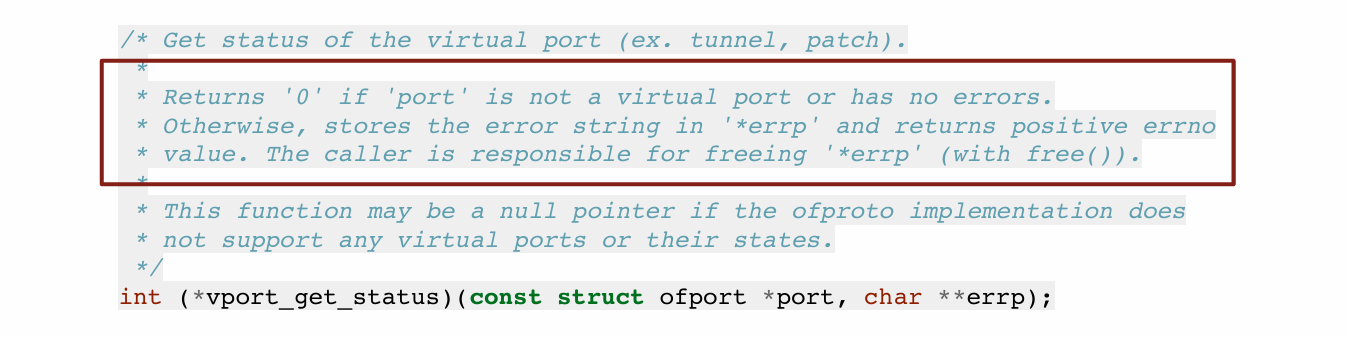 /* Get status of the virtual port (ex. tunnel, patch).
 *
 * Returns '0' if 'port' is not a virtual port or has no errors.
 * Otherwise, stores the error string in '*errp' and returns positive errno
 * value. The caller is responsible for freeing '*errp' (with free()).
 *
 * This function may be a null pointer if the ofproto implementation does
 * not support any virtual ports or their states.
 */
int (*vport_get_status)(const struct ofport *port, char **errp);